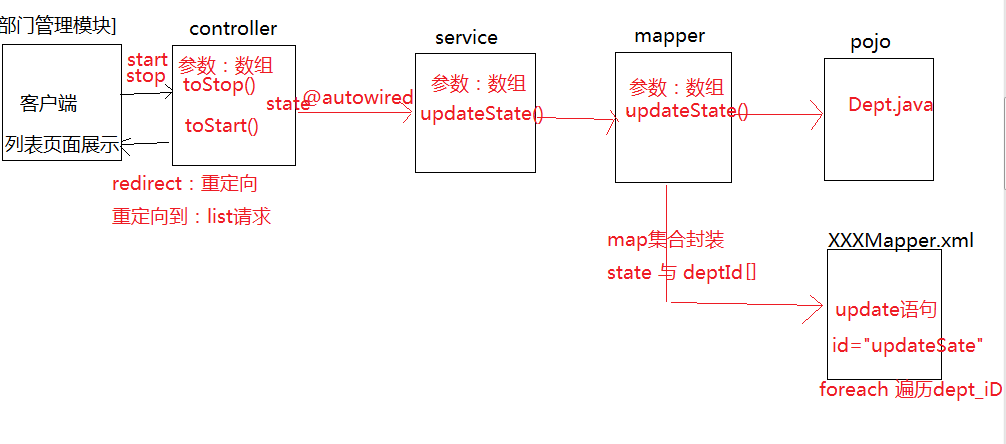 部门管理模块]
controller
service
mapper
pojo
客户端
列表页面展示
start
stop
参数：数组
toStop()
toStart()
state
@autowired
参数：数组
updateState()
参数：数组
updateState()
Dept.java
redirect：重定向
重定向到：list请求
map集合封装
state 与 deptId[]
XXXMapper.xml
update语句
id="updateSate"
foreach 遍历dept_iD